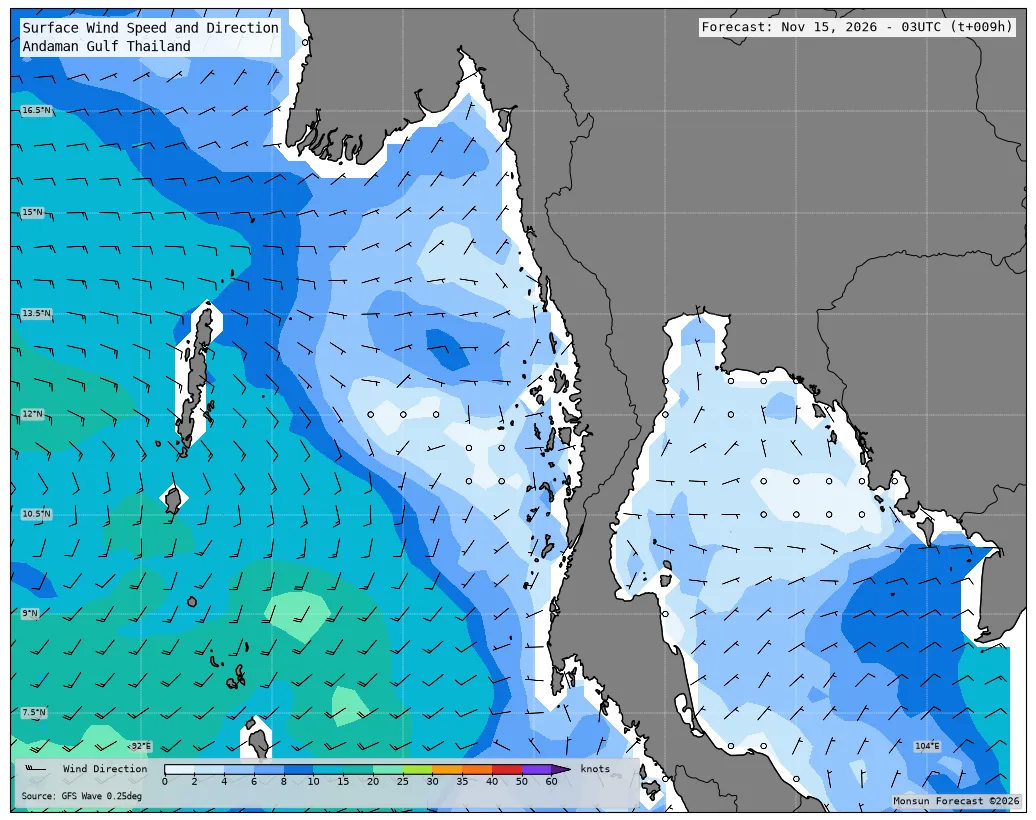 Surface Wind Speed and Direction
Andaman Gulf Thailand
Forecast: Nov 15, 2026 - 03UTC (t+009h)
16.5°N
15°N
13.5°N
12°N
10.5°N
9°N
7.5°N
92°E
104°E
Wind Direction
0 2 4 6 8 10 15 20 25 30 35 40 50 60
knots
Source: GFS Wave 0.25deg
Monsun Forecast ©2026